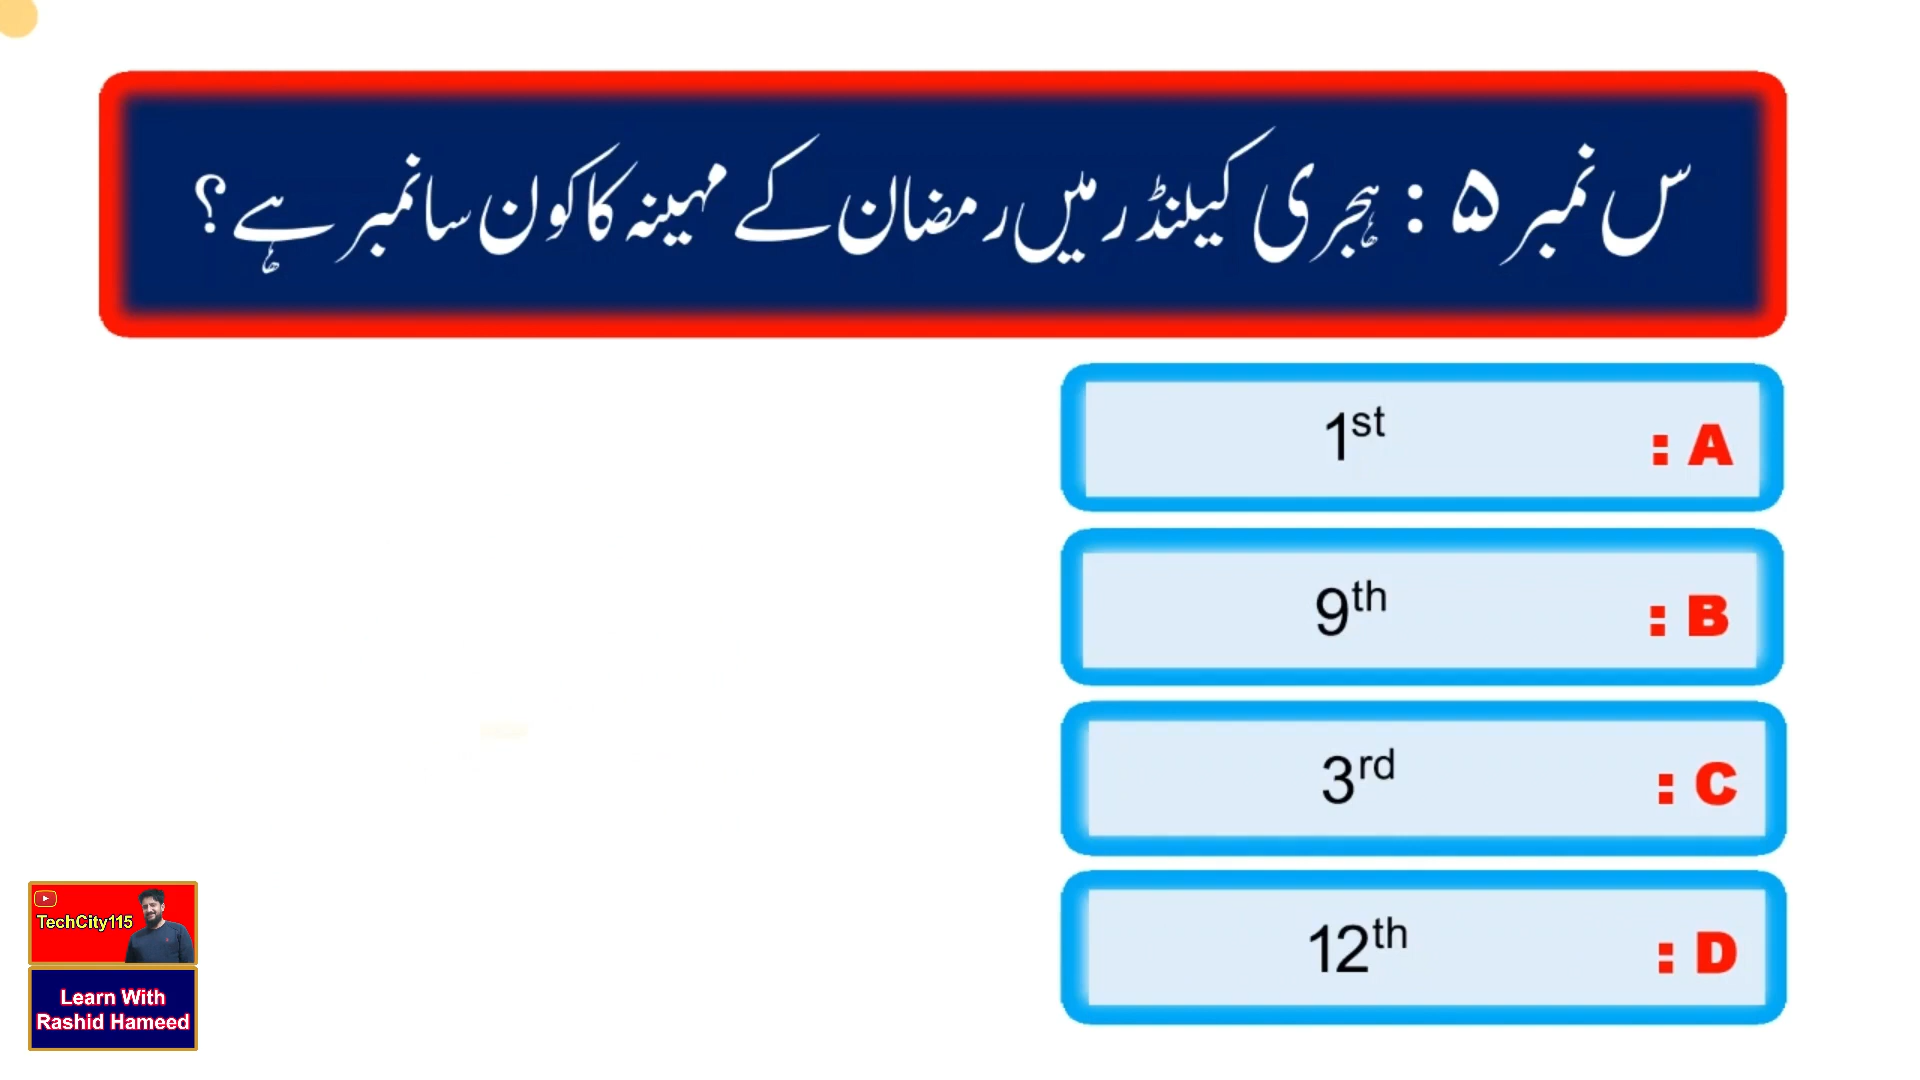 س نمبر ۵ : ہجری کیلنڈر میں رمضان کے مہینہ کا کون سا نمبر ہے؟
A : 1st
B : 9th
C : 3rd
D : 12th
TechCity115
Learn With
Rashid Hameed